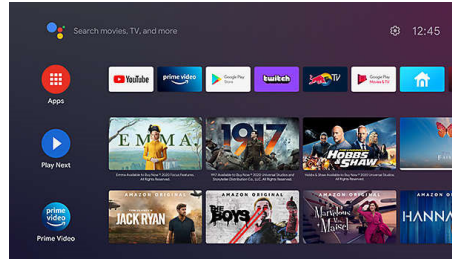 Search movies, TV, and more
12:45
Apps
YouTube
prime video
Google Play
Store
twitch
TV
Google Play
Movies & TV
Play Next
EMMA.
1917
HOBBS
& SHAW
Prime Video
prime
video
AMAZON ORIGINAL
JACK RYAN
AMAZON ORIGINAL
THE
BOYS
AMAZON ORIGINAL
Marvelous
Mrs.
Maisel
AMAZON
HANNA